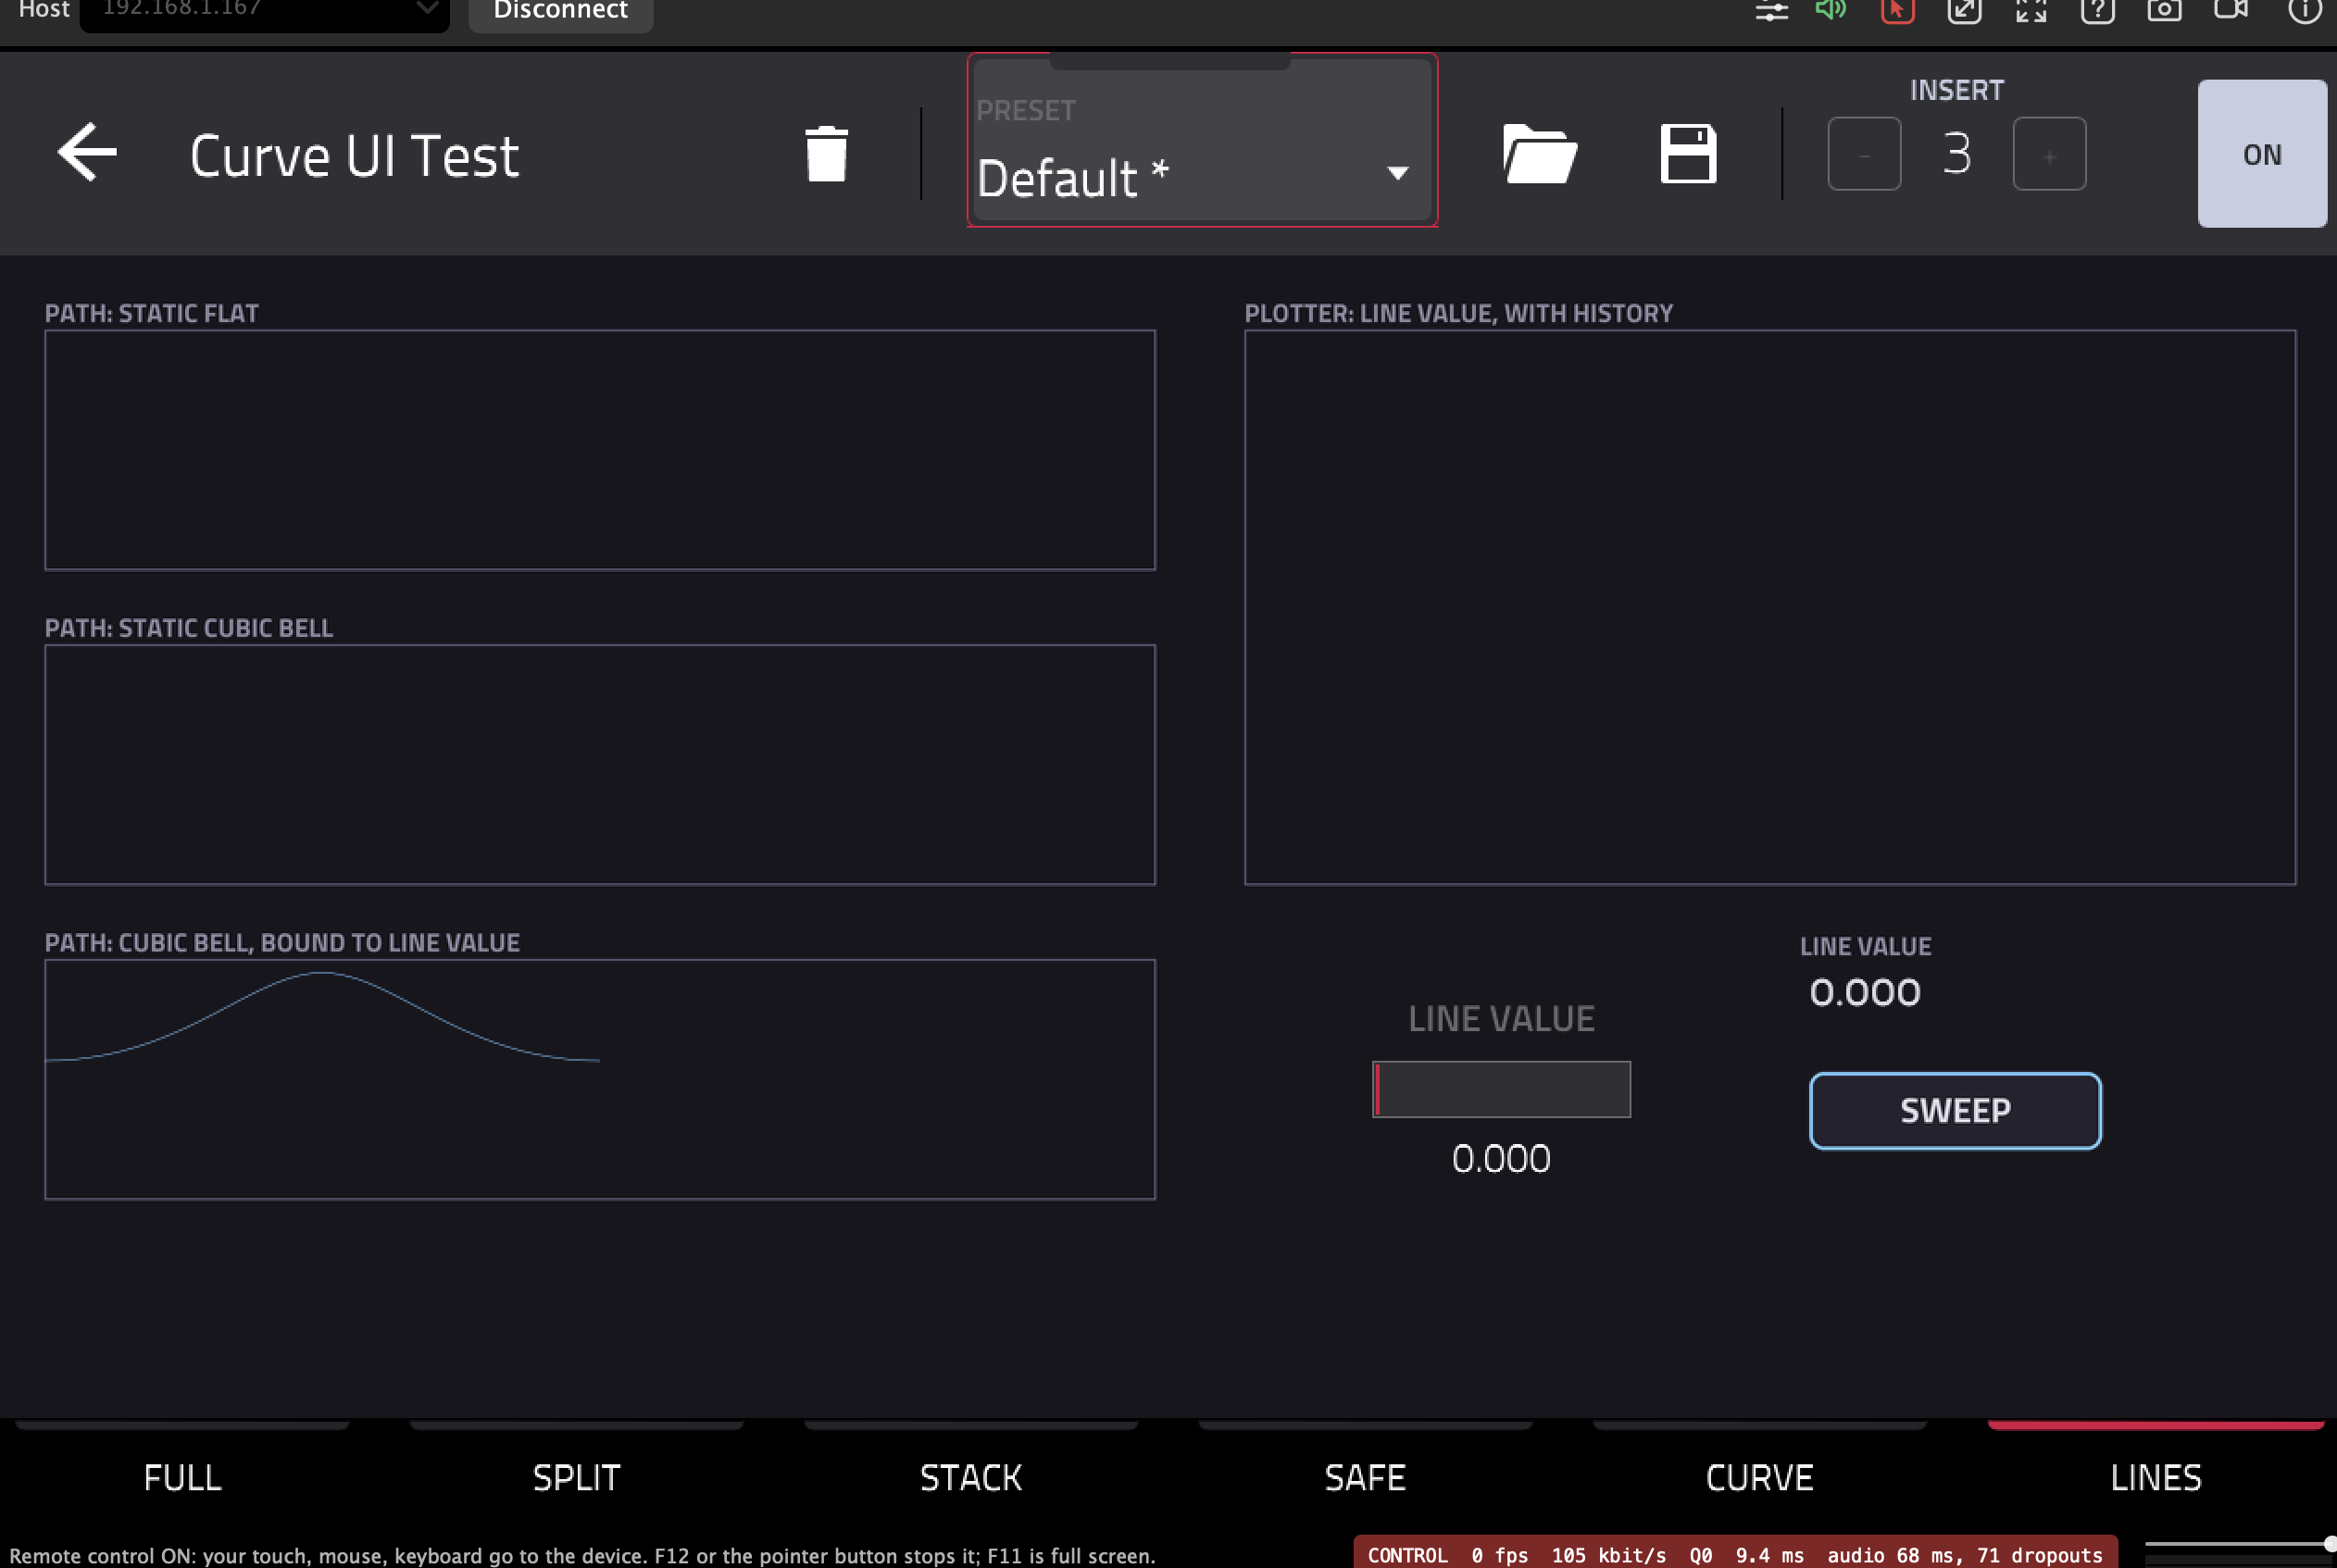 Host 192.168.1.167 Disconnect
Curve UI Test
PRESET
Default *
INSERT
- 3 +
ON
PATH: STATIC FLAT
PLOTTER: LINE VALUE, WITH HISTORY
PATH: STATIC CUBIC BELL
PATH: CUBIC BELL, BOUND TO LINE VALUE
LINE VALUE
0.000
LINE VALUE
0.000
SWEEP
FULL SPLIT STACK SAFE CURVE LINES
Remote control ON: your touch, mouse, keyboard go to the device. F12 or the pointer button stops it; F11 is full screen.
CONTROL 0 fps 105 kbit/s Q0 9.4 ms audio 68 ms, 71 dropouts